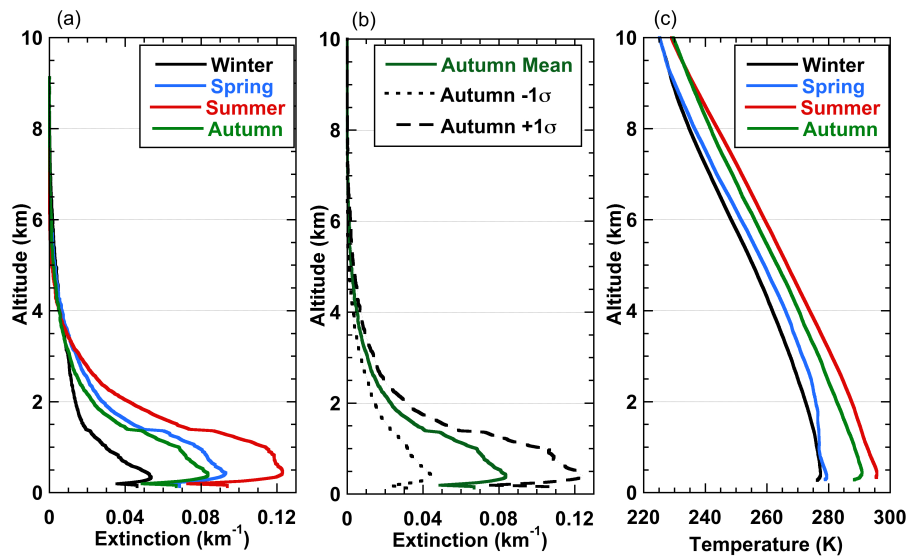 (a)
(b)
(c)
10
8
6
4
2
0
Altitude (km)
Winter
Spring
Summer
Autumn
0
0.04
0.08
0.12
Extinction (km-1)
10
8
6
4
2
0
Altitude (km)
Autumn Mean
Autumn -1σ
Autumn +1σ
0
0.04
0.08
0.12
Extinction (km-1)
10
8
6
4
2
0
Altitude (km)
Winter
Spring
Summer
Autumn
220
240
260
280
300
Temperature (K)